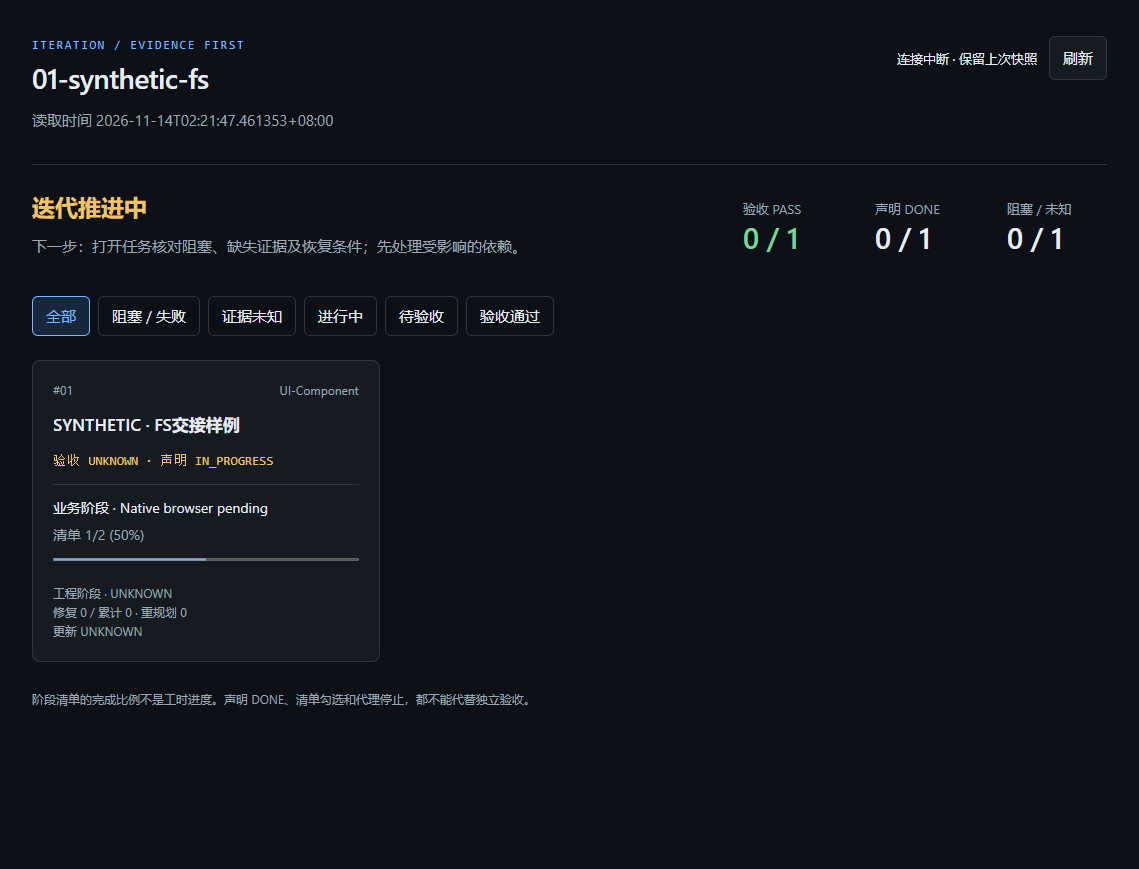 ITERATION / EVIDENCE FIRST
01-synthetic-fs
读取时间 2026-11-14T02:21:47.461353+08:00
连接中断 · 保留上次快照
刷新
迭代推进中
下一步：打开任务核对阻塞、缺失证据及恢复条件；先处理受影响的依赖。
验收 PASS
0 / 1
声明 DONE
0 / 1
阻塞 / 未知
0 / 1
全部
阻塞 / 失败
证据未知
进行中
待验收
验收通过
#01
UI-Component
SYNTHETIC · FS交接样例
验收 UNKNOWN · 声明 IN_PROGRESS
业务阶段 · Native browser pending
清单 1/2 (50%)
工程阶段 · UNKNOWN
修复 0 / 累计 0 · 重规划 0
更新 UNKNOWN
阶段清单的完成比例不是工时进度。声明 DONE、清单勾选和代理停止，都不能代替独立验收。